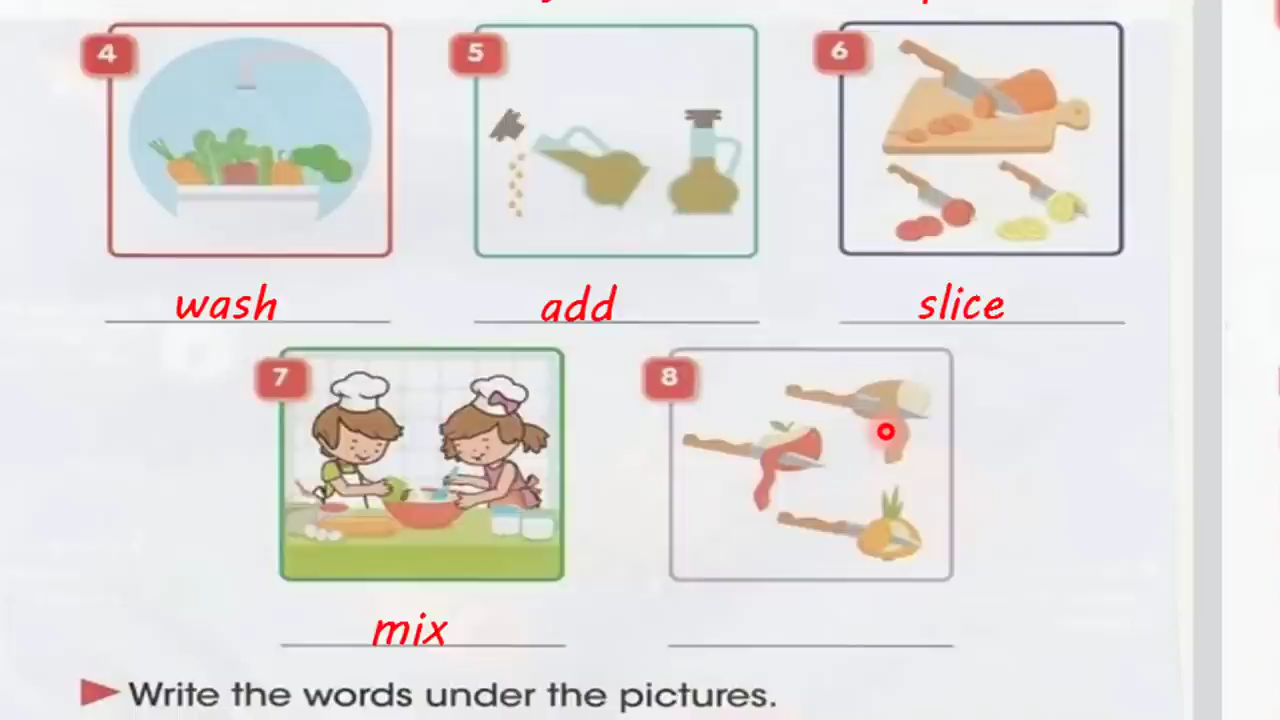 4 5 6
wash add slice
7 8
mix
Write the words under the pictures.